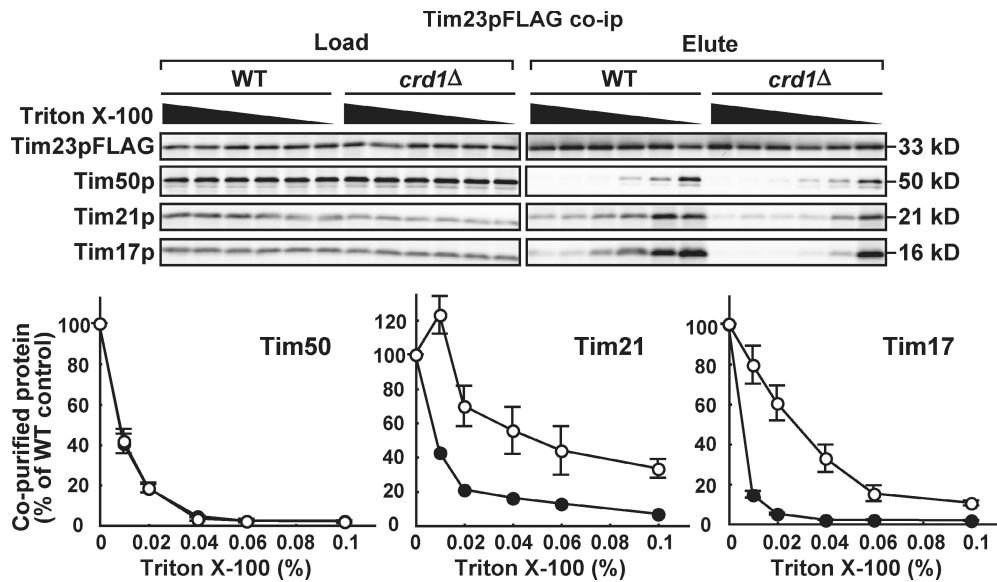 Tim23pFLAG co-ip
Load Elute
WT crd1Δ WT crd1Δ
Triton X-100
Tim23pFLAG 33 kD
Tim50p 50 kD
Tim21p 21 kD
Tim17p 16 kD
Co-purified protein
(% of WT control)
100
80
60
40
20
0
Tim50
0 0.02 0.04 0.06 0.08 0.1
Triton X-100 (%)
120
100
80
60
40
20
0
Tim21
0 0.02 0.04 0.06 0.08 0.1
Triton X-100 (%)
100
80
60
40
20
0
Tim17
0 0.02 0.04 0.06 0.08 0.1
Triton X-100 (%)